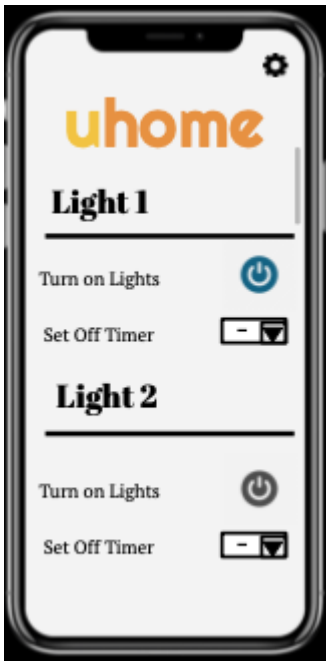 uhome
Light 1
Turn on Lights
Set Off Timer -
Light 2
Turn on Lights
Set Off Timer -